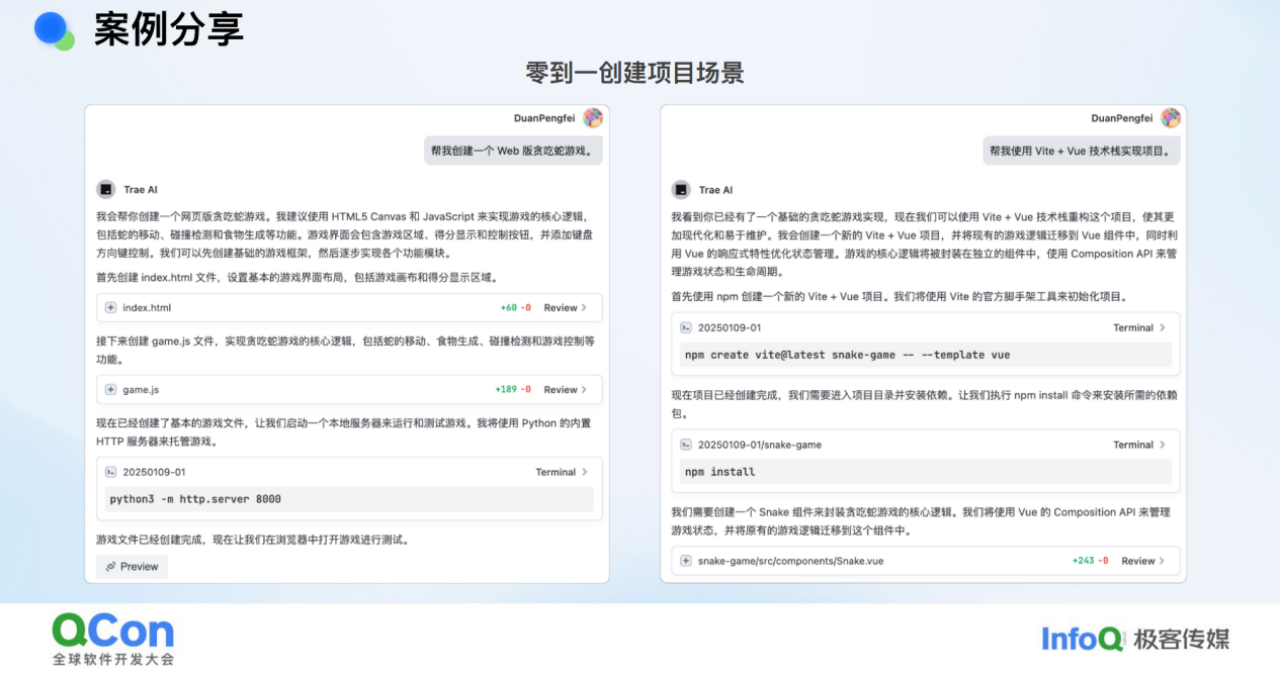 案例分享
零到一创建项目场景
DuanPengfei
帮我创建一个 Web 版贪吃蛇游戏。
Trae AI
我会帮你创建一个网页版贪吃蛇游戏。我建议使用 HTML5 Canvas 和 JavaScript 来实现游戏的核心逻辑，
包括蛇的移动、碰撞检测和食物生成等功能。游戏界面会包含游戏区域、得分显示和控制按钮，并添加键盘
方向键控制。我们可以先创建基础的游戏框架，然后逐步实现各个功能模块。
首先创建 index.html 文件，设置基本的游戏界面布局，包括游戏画布和得分显示区域。
index.html +60 -0 Review >
接下来创建 game.js 文件，实现贪吃蛇游戏的核心逻辑，包括蛇的移动、食物生成、碰撞检测和游戏控制等
功能。
game.js +189 -0 Review >
现在已经创建了基本的游戏文件，让我们启动一个本地服务器来运行和测试游戏。我将使用 Python 的内置
HTTP 服务器来托管游戏。
20250109-01 Terminal >
python3 -m http.server 8000
游戏文件已经创建完成，现在让我们在浏览器中打开游戏进行测试。
Preview
DuanPengfei
帮我使用 Vite + Vue 技术栈实现项目。
Trae AI
我看到你已经有了一个基础的贪吃蛇游戏实现，现在我们可以使用 Vite + Vue 技术栈重构这个项目，使其更
加现代化和易于维护。我会创建一个新的 Vite + Vue 项目，并将现有的游戏逻辑迁移到 Vue 组件中，同时利
用 Vue 的响应式特性优化状态管理。游戏的核心逻辑将被封装在独立的组件中，使用 Composition API 来管
理游戏状态和生命周期。
首先使用 npm 创建一个新的 Vite + Vue 项目。我们将使用 Vite 的官方脚手架工具来初始化项目。
20250109-01 Terminal >
npm create vite@latest snake-game -- --template vue
现在项目已经创建完成，我们需要进入项目目录并安装依赖。让我们执行 npm install 命令来安装所需的依赖
包。
20250109-01/snake-game Terminal >
npm install
我们需要创建一个 Snake 组件来封装贪吃蛇游戏的核心逻辑。我们将使用 Vue 的 Composition API 来管理
游戏状态，并将原有的游戏逻辑迁移到这个组件中。
snake-game/src/components/Snake.vue +243 -0 Review >
QCon
全球软件开发大会
InfoQ 极客传媒